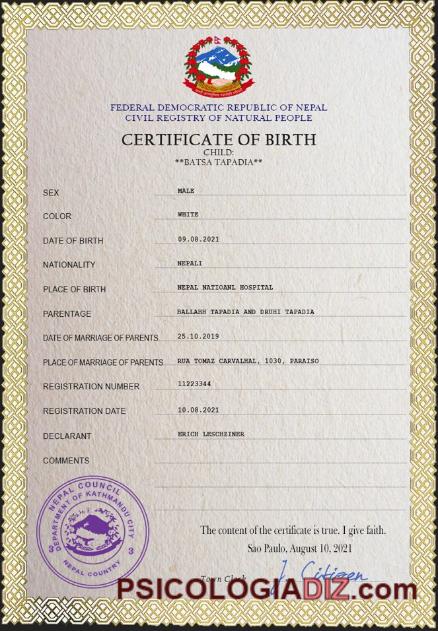 FEDERAL DEMOCRATIC REPUBLIC OF NEPAL
CIVIL REGISTRY OF NATURAL PEOPLE
CERTIFICATE OF BIRTH
CHILD:
**BATSA TAPADIA**
SEX MALE
COLOR WHITE
DATE OF BIRTH 09.08.2021
NATIONALITY NEPALI
PLACE OF BIRTH NEPAL NATIOANL HOSPITAL
PARENTAGE BALLABH TAPADIA AND DRUHI TAPADIA
DATE OF MARRIAGE OF PARENTS 25.10.2019
PLACE OF MARRIAGE OF PARENTS RUA TOMAZ CARVALHAL, 1030, PARAISO
REGISTRATION NUMBER 11223344
REGISTRATION DATE 10.08.2021
DECLARANT ERICH LESCHZINER
COMMENTS
NEPAL COUNCIL
DEPARTMENT OF KATHMANDU CITY
3 3
NEPAL COUNTRY
The content of the certificate is true. I give faith.
Sao Paulo, August 10, 2021
Town Clerk J. Citizen
PSICOLOGIADIZ.com